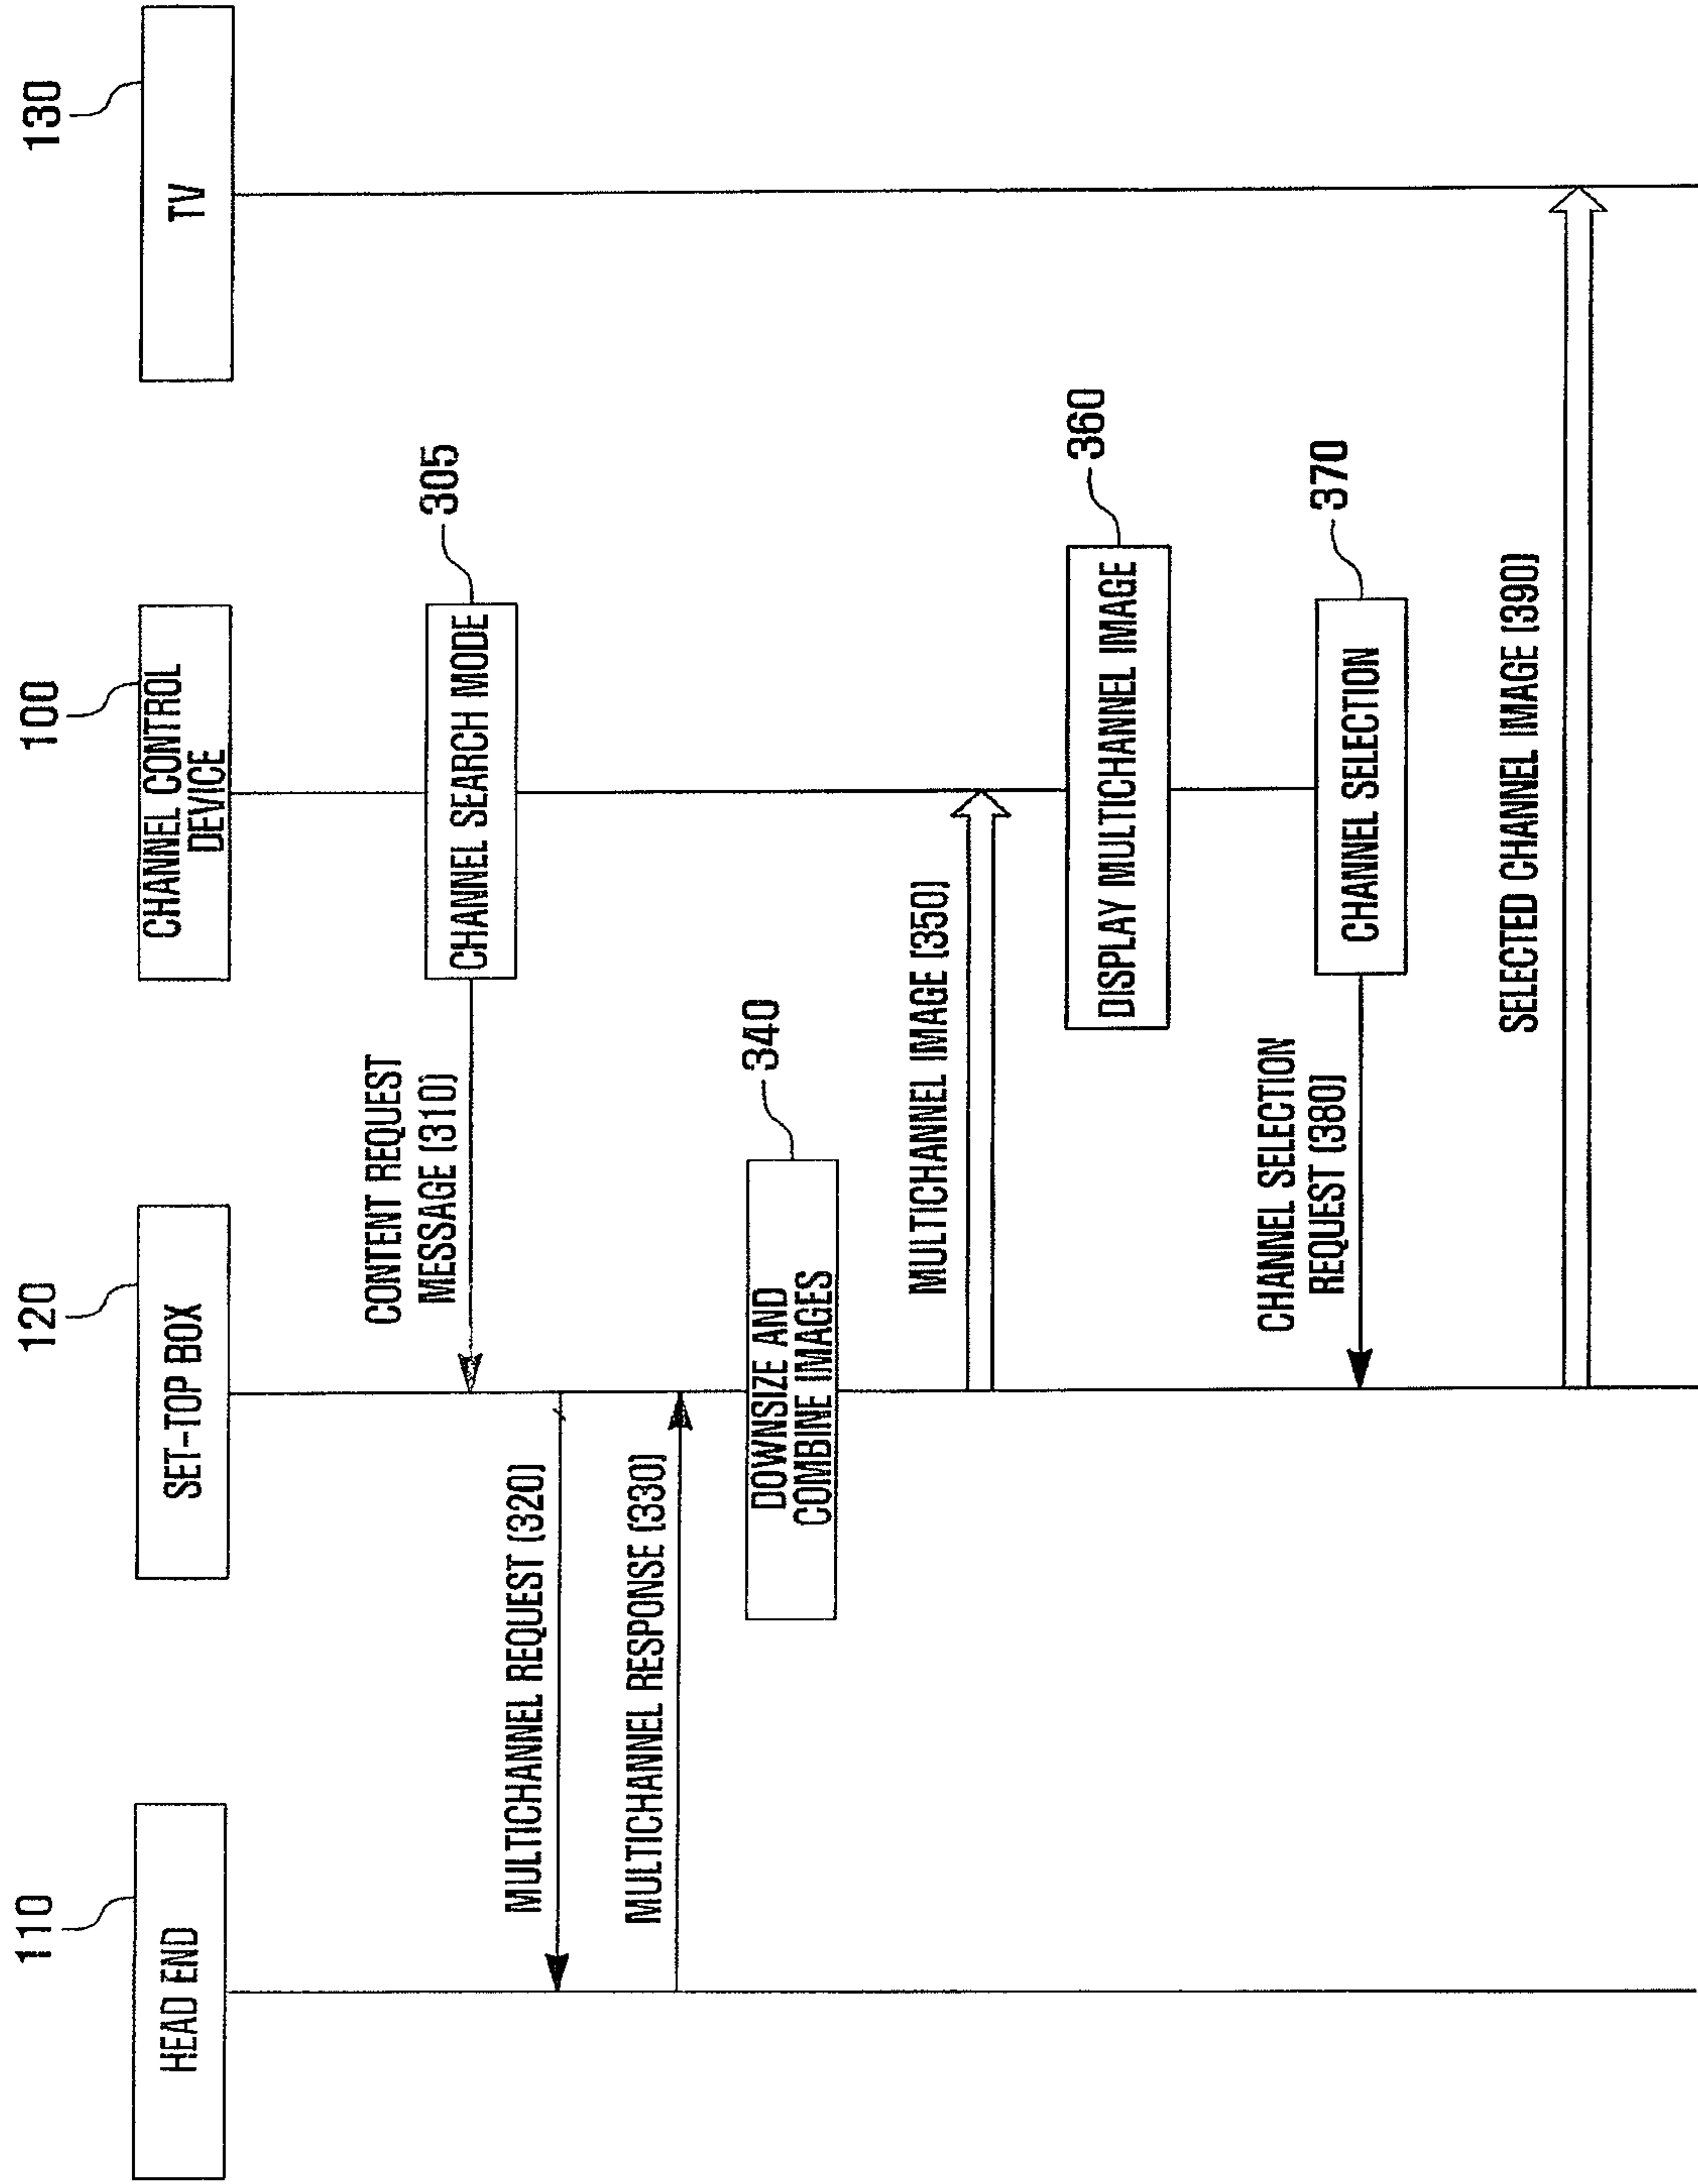 110
HEAD END
120
SET-TOP BOX
100
CHANNEL CONTROL
DEVICE
130
TV
CHANNEL SEARCH MODE
305
CONTENT REQUEST
MESSAGE (310)
MULTICHANNEL REQUEST (320)
MULTICHANNEL RESPONSE (330)
DOWNSIZE AND
COMBINE IMAGES
340
MULTICHANNEL IMAGE (350)
DISPLAY MULTICHANNEL IMAGE
360
CHANNEL SELECTION
370
CHANNEL SELECTION
REQUEST (380)
SELECTED CHANNEL IMAGE (390)